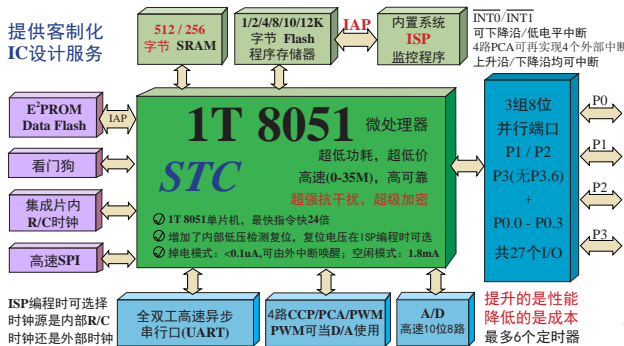 提供客制化
IC设计服务
512 / 256
字节 SRAM
1/2/4/8/10/12K
字节 Flash
程序存储器
IAP
内置系统
ISP
监控程序
INT0/INT1
可下降沿/低电平中断
4路PCA可再实现4个外部中断
上升沿/下降沿均可中断
E²PROM
Data Flash
IAP
看门狗
集成片内
R/C时钟
高速SPI
1T 8051 微处理器
STC
超低功耗，超低价
高速(0-35M)，高可靠
超强抗干扰，超级加密
1T 8051单片机，最快指令快24倍
增加了内部低压检测复位，复位电压在ISP编程时可选
掉电模式：<0.1uA,可由外中断唤醒；空闲模式：1.8mA
3组8位
并行端口
P1 / P2
P3(无P3.6)
+
P0.0 - P0.3
共27个I/O
P0
P1
P2
P3
ISP编程时可选择
时钟源是内部R/C
时钟还是外部时钟
全双工高速异步
串行口(UART)
4路CCP/PCA/PWM
PWM可当D/A使用
A/D
高速10位8路
提升的是性能
降低的是成本
最多6个定时器